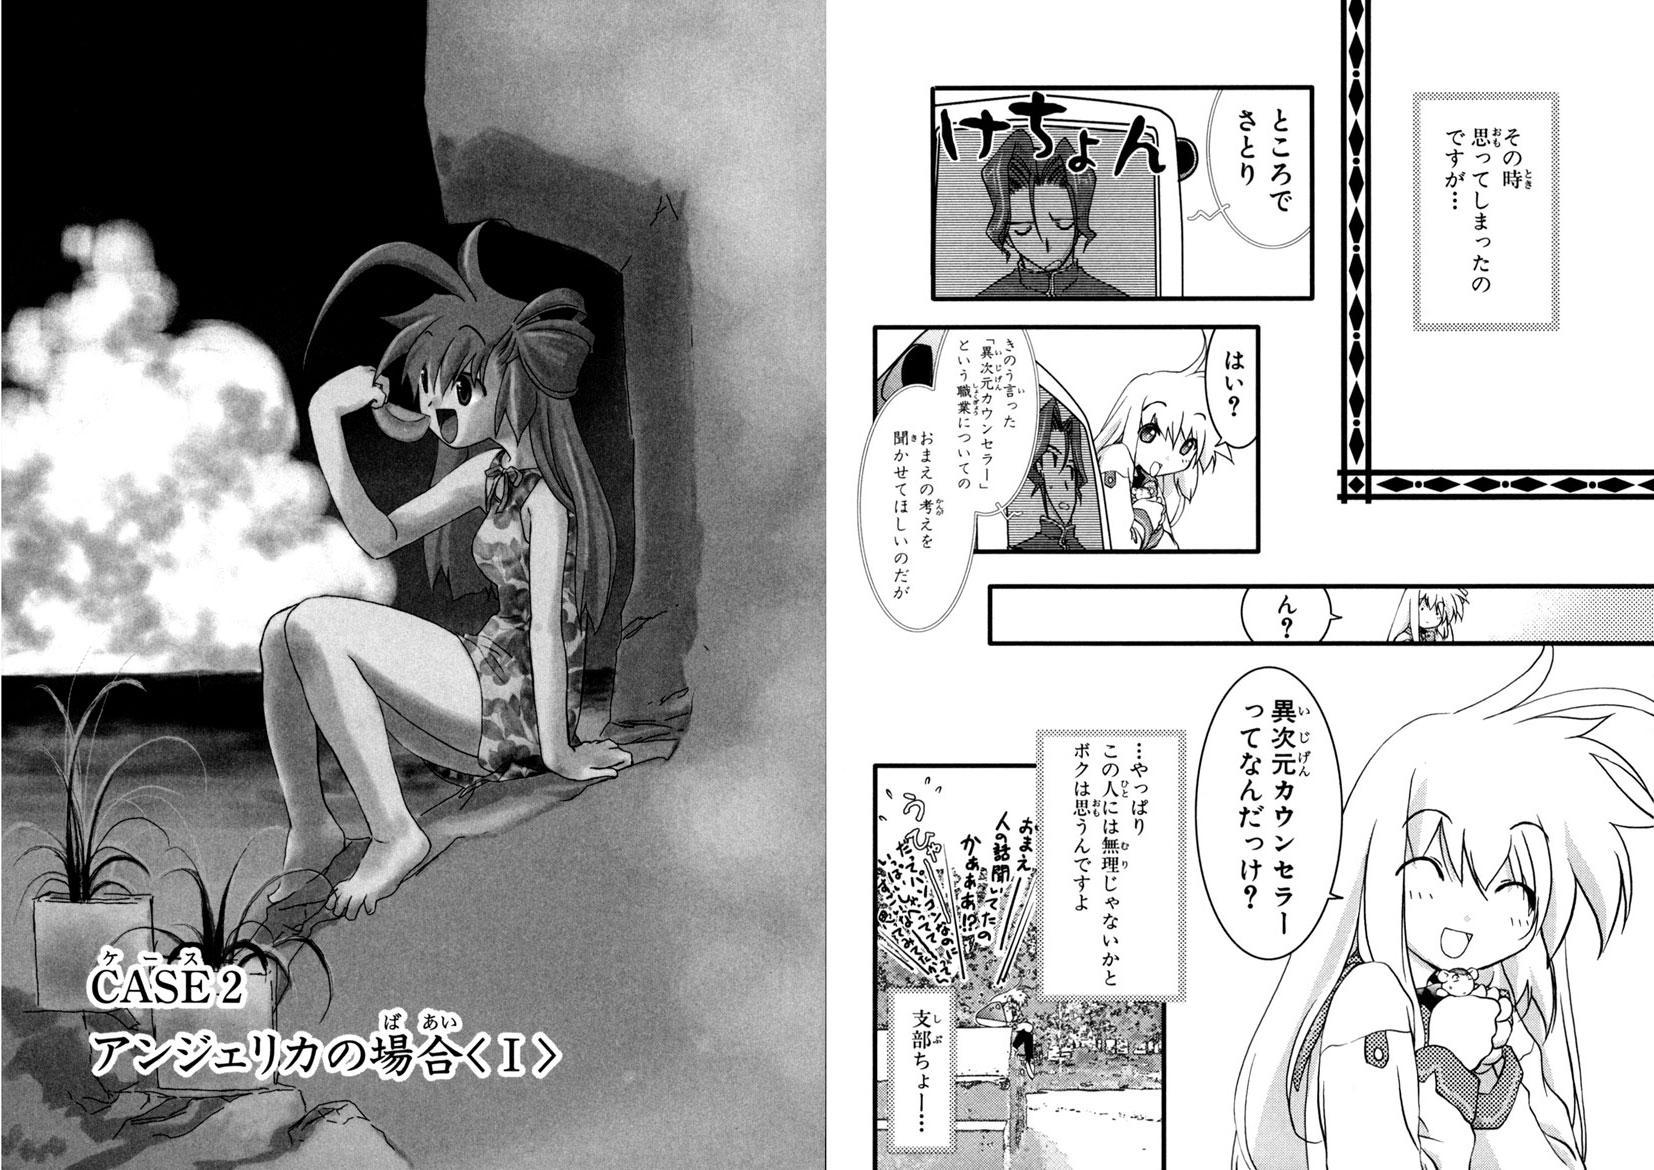 その時
思ってしまったの
ですが…
ところで
さとり
けちょん
はい?
きのう言った
「異次元カウンセラー」
という職業についての
おまえの考えを
聞かせてほしいのだが
ん?
異次元カウンセラー
ってなんだっけ?
…やっぱり
この人には無理じゃないかと
ボクは思うんですよ
おまえ
人の話聞いてたの
かぁぁあ!?
うひゃ
支部ちょー…
CASE 2
アンジェリカの場合〈Ⅰ〉